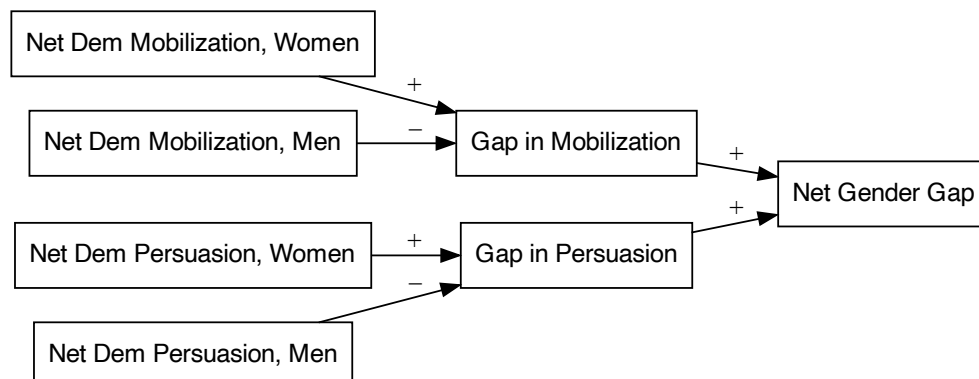 Net Dem Mobilization, Women
+
Net Dem Mobilization, Men
−
Gap in Mobilization
+
Net Gender Gap
Net Dem Persuasion, Women
+
Gap in Persuasion
+
−
Net Dem Persuasion, Men